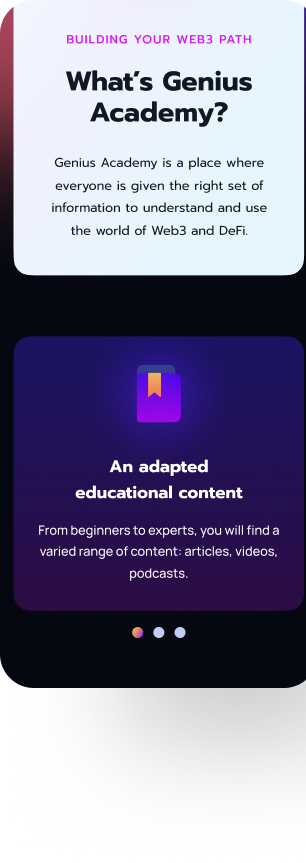 BUILDING YOUR WEB3 PATH
What's Genius
Academy?
Genius Academy is a place where
everyone is given the right set of
information to understand and use
the world of Web3 and DeFi.
An adapted
educational content
From beginners to experts, you will find a
varied range of content: articles, videos,
podcasts.